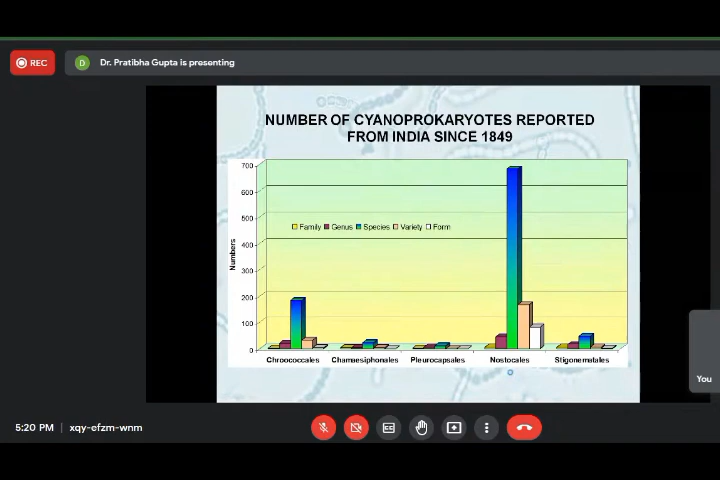 REC
D
Dr. Pratibha Gupta is presenting
NUMBER OF CYANOPROKARYOTES REPORTED
FROM INDIA SINCE 1849
700
600
500
400
300
200
100
0
Numbers
Family Genus Species Variety Form
Chroococcales Chamaesiphonales Pleurocapsales Nostocales Stigonematales
You
5:20 PM | xqy-efzm-wnm
CC